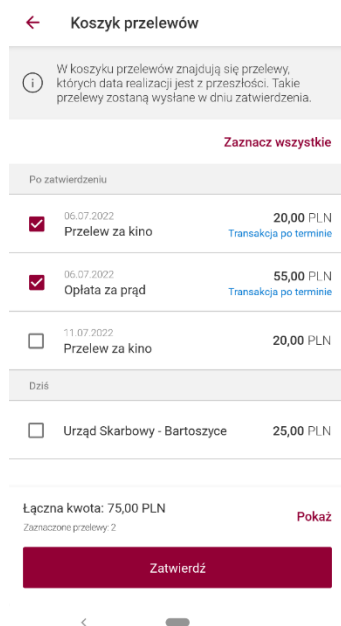 Koszyk przelewów
W koszyku przelewów znajdują się przelewy,
których data realizacji jest z przeszłości. Takie
przelewy zostaną wysłane w dniu zatwierdzenia.
Zaznacz wszystkie
Po zatwierdzeniu
06.07.2022
Przelew za kino
20,00 PLN
Transakcja po terminie
06.07.2022
Opłata za prąd
55,00 PLN
Transakcja po terminie
11.07.2022
Przelew za kino
20,00 PLN
Dziś
Urząd Skarbowy - Bartoszyce
25,00 PLN
Łączna kwota: 75,00 PLN
Zaznaczone przelewy: 2
Pokaż
Zatwierdź